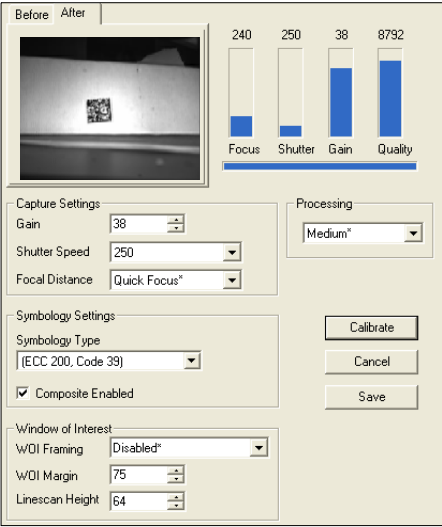 Before After
240 250 38 8792
Focus Shutter Gain Quality
Capture Settings
Gain 38
Shutter Speed 250
Focal Distance Quick Focus*
Processing
Medium*
Symbology Settings
Symbology Type
(ECC 200, Code 39)
Composite Enabled
Calibrate
Cancel
Save
Window of Interest
WOI Framing Disabled*
WOI Margin 75
Linescan Height 64